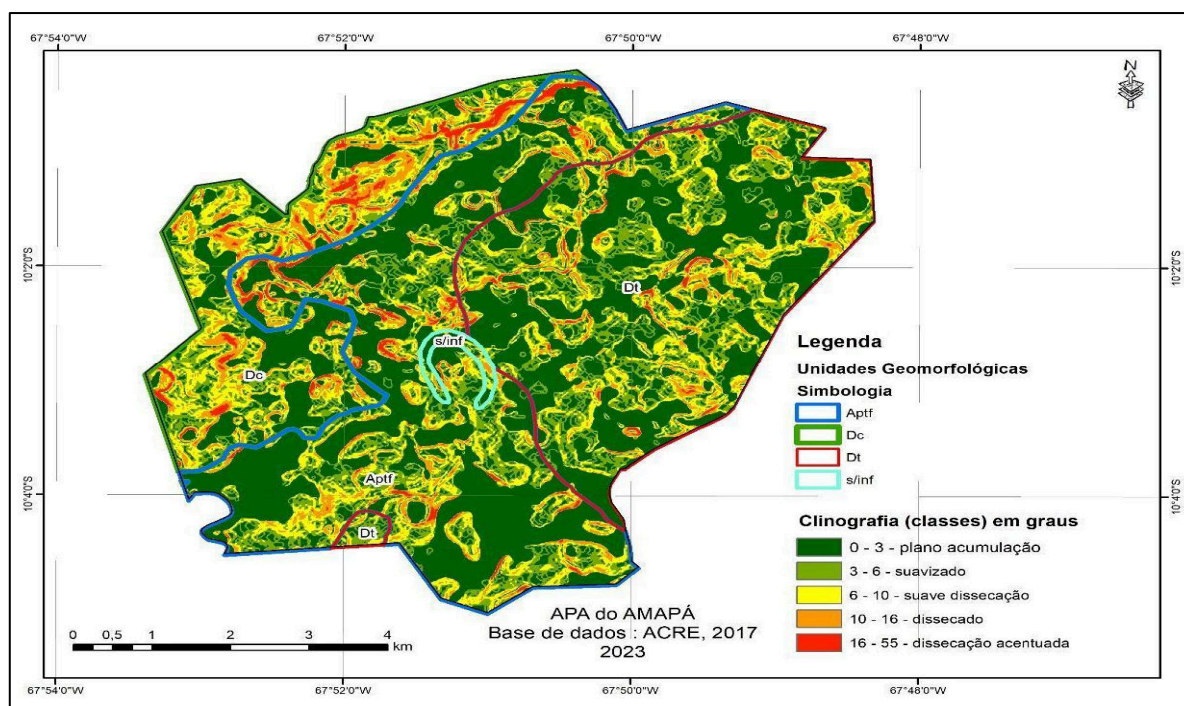 67°54'0"W 67°52'0"W 67°50'0"W 67°48'0"W
N
10°2'0"S
10°2'0"S
10°4'0"S
10°4'0"S
Dt
s/inf
Dc
Aptf
Dt
Legenda
Unidades Geomorfológicas
Simbologia
Aptf
Dc
Dt
s/inf
Clinografia (classes) em graus
0 - 3 - plano acumulação
3 - 6 - suavizado
6 - 10 - suave dissecação
10 - 16 - dissecado
16 - 55 - dissecação acentuada
APA do AMAPÁ
Base de dados : ACRE, 2017
2023
0 0,5 1 2 3 4
km
67°54'0"W 67°52'0"W 67°50'0"W 67°48'0"W